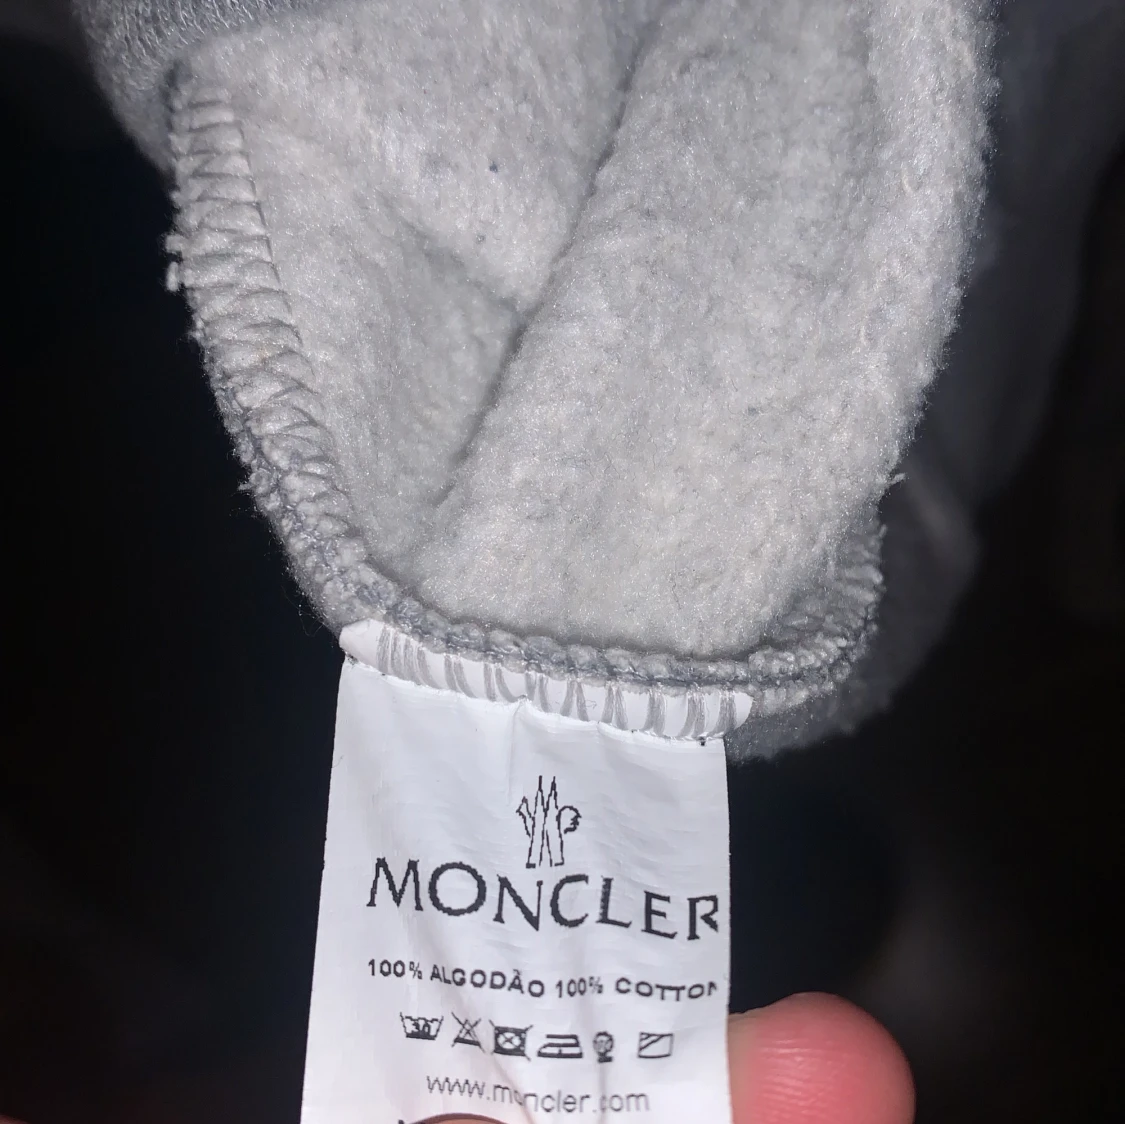 MONCLER
100% ALGODÃO 100% COTTON
www.moncler.com